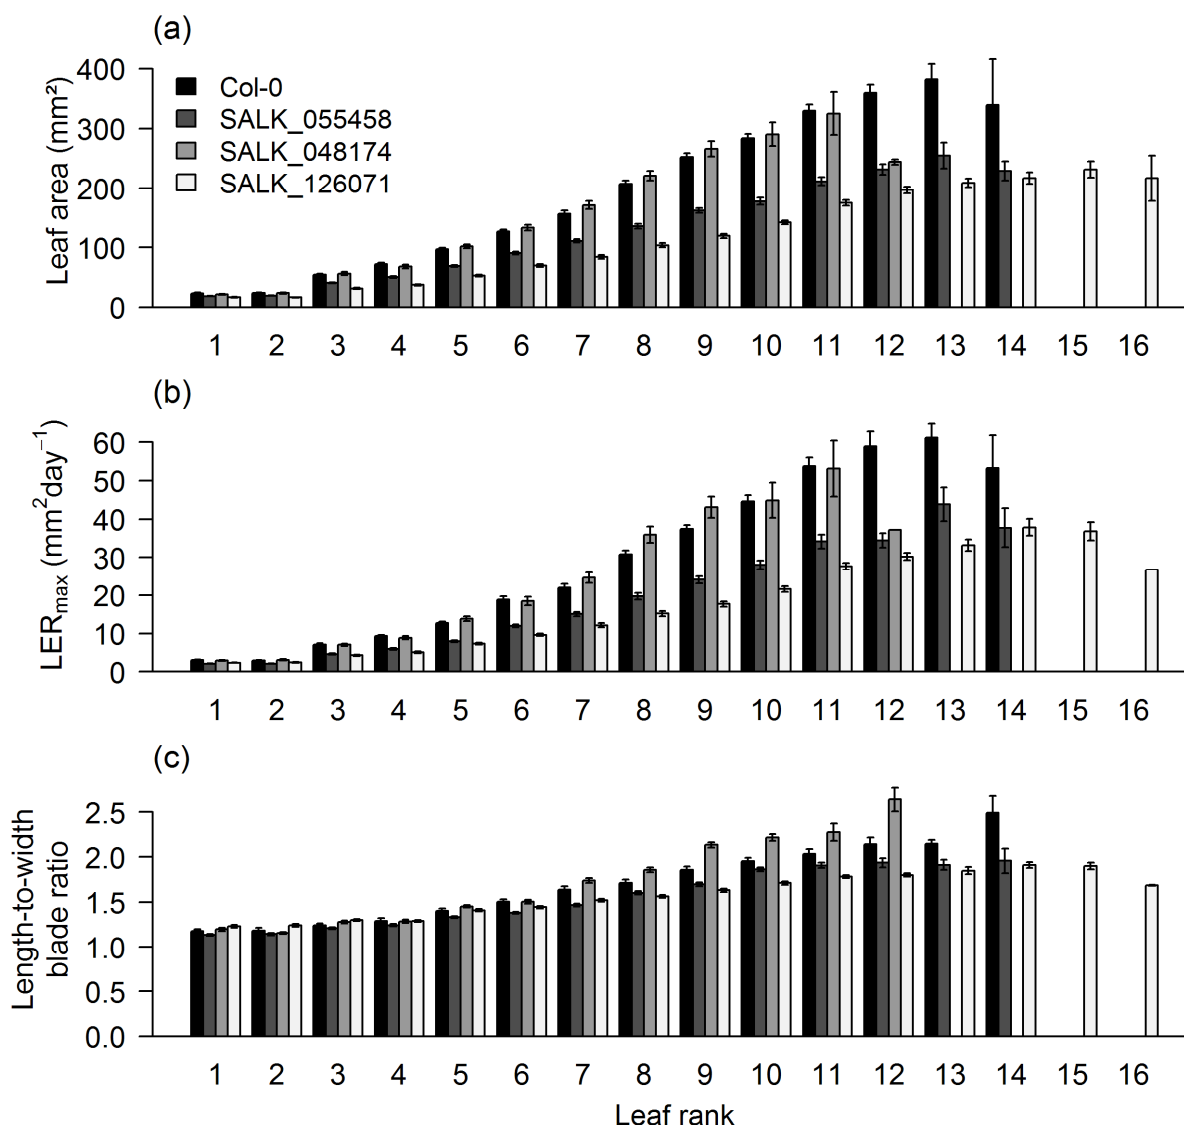 (a)
Leaf area (mm²)
400
300
200
100
0
Col-0
SALK_055458
SALK_048174
SALK_126071
1 2 3 4 5 6 7 8 9 10 11 12 13 14 15 16
(b)
LERmax (mm²day⁻¹)
60
50
40
30
20
10
0
1 2 3 4 5 6 7 8 9 10 11 12 13 14 15 16
(c)
Length-to-width
blade ratio
2.5
2.0
1.5
1.0
0.5
0.0
1 2 3 4 5 6 7 8 9 10 11 12 13 14 15 16
Leaf rank